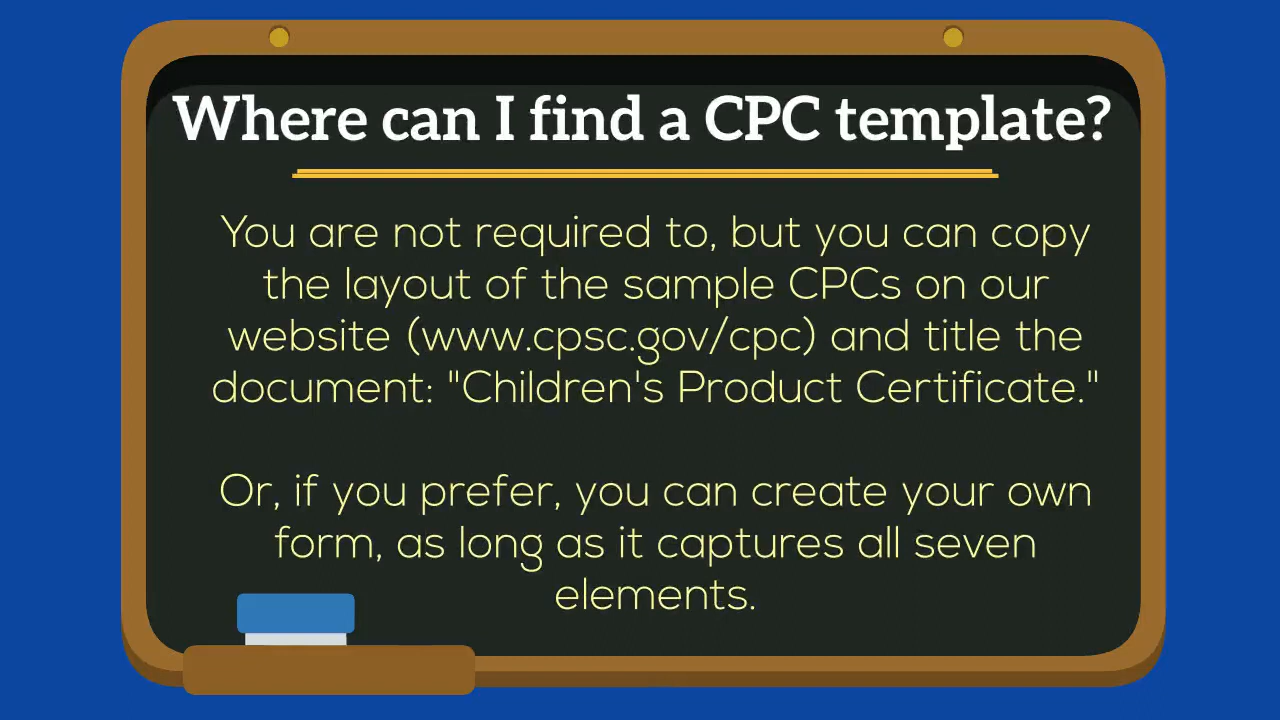 Where can I find a CPC template?
You are not required to, but you can copy
the layout of the sample CPCs on our
website (www.cpsc.gov/cpc) and title the
document: "Children's Product Certificate."
Or, if you prefer, you can create your own
form, as long as it captures all seven
elements.